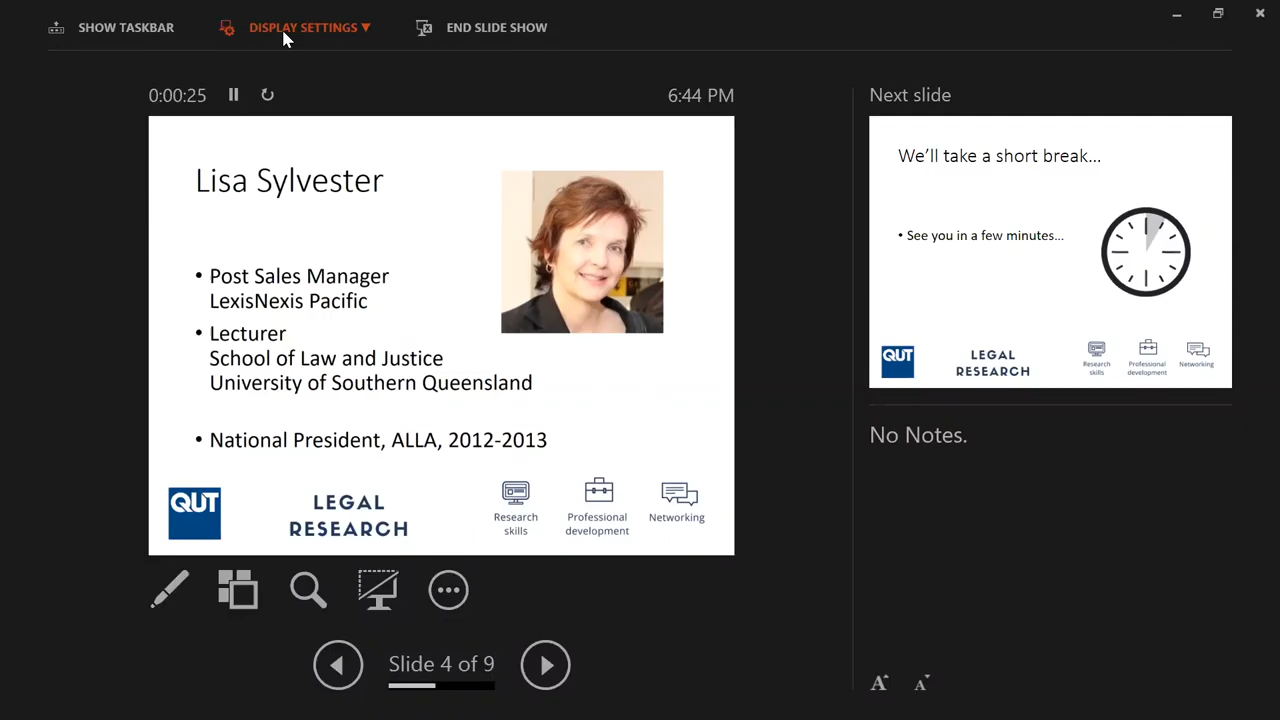 SHOW TASKBAR
DISPLAY SETTINGS ▼
END SLIDE SHOW
0:00:25
6:44 PM
Lisa Sylvester
• Post Sales Manager
LexisNexis Pacific
• Lecturer
School of Law and Justice
University of Southern Queensland
• National President, ALLA, 2012-2013
QUT
LEGAL
RESEARCH
Research
skills
Professional
development
Networking
Slide 4 of 9
Next slide
We’ll take a short break...
• See you in a few minutes...
QUT
LEGAL
RESEARCH
Research
skills
Professional
development
Networking
No Notes.
A A